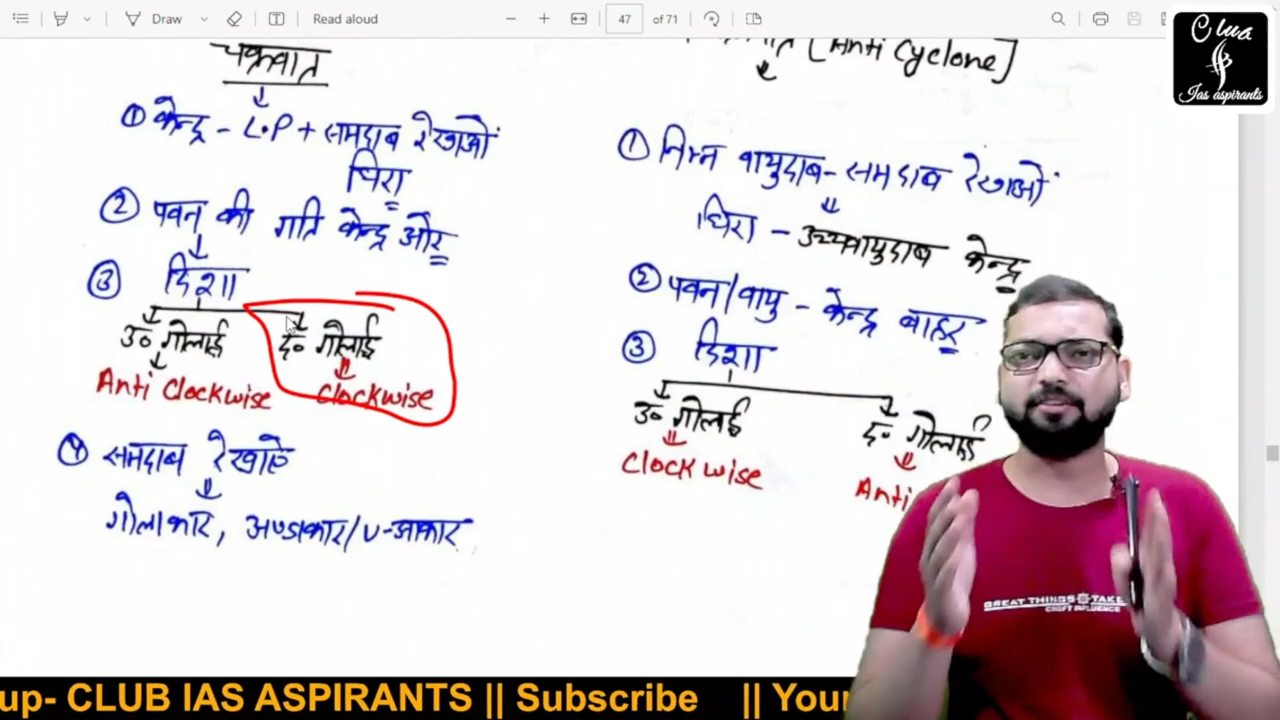 Draw
Read aloud
47
of 71
Clua
Ias aspirants
चक्रवात
① केन्द्र - L.P + समदाब रेखाओं
घिरा
② पवन की गति केन्द्र ओर
③ दिशा
उ० गोलार्द्ध
द० गोलार्द्ध
Anti Clockwise
Clockwise
④ समदाब रेखाएं
गोलाकार, अण्डाकार/U-आकार
[Anti Cyclone]
① निम्न वायुदाब - समदाब रेखाओं
घिरा - उच्चवायुदाब केन्द्र
② पवन/वायु - केन्द्र बाहर
③ दिशा
उ० गोलार्द्ध
द० गोलार्द्ध
Clockwise
Anti
GREAT THINGS TAKE
up- CLUB IAS ASPIRANTS || Subscribe || Your